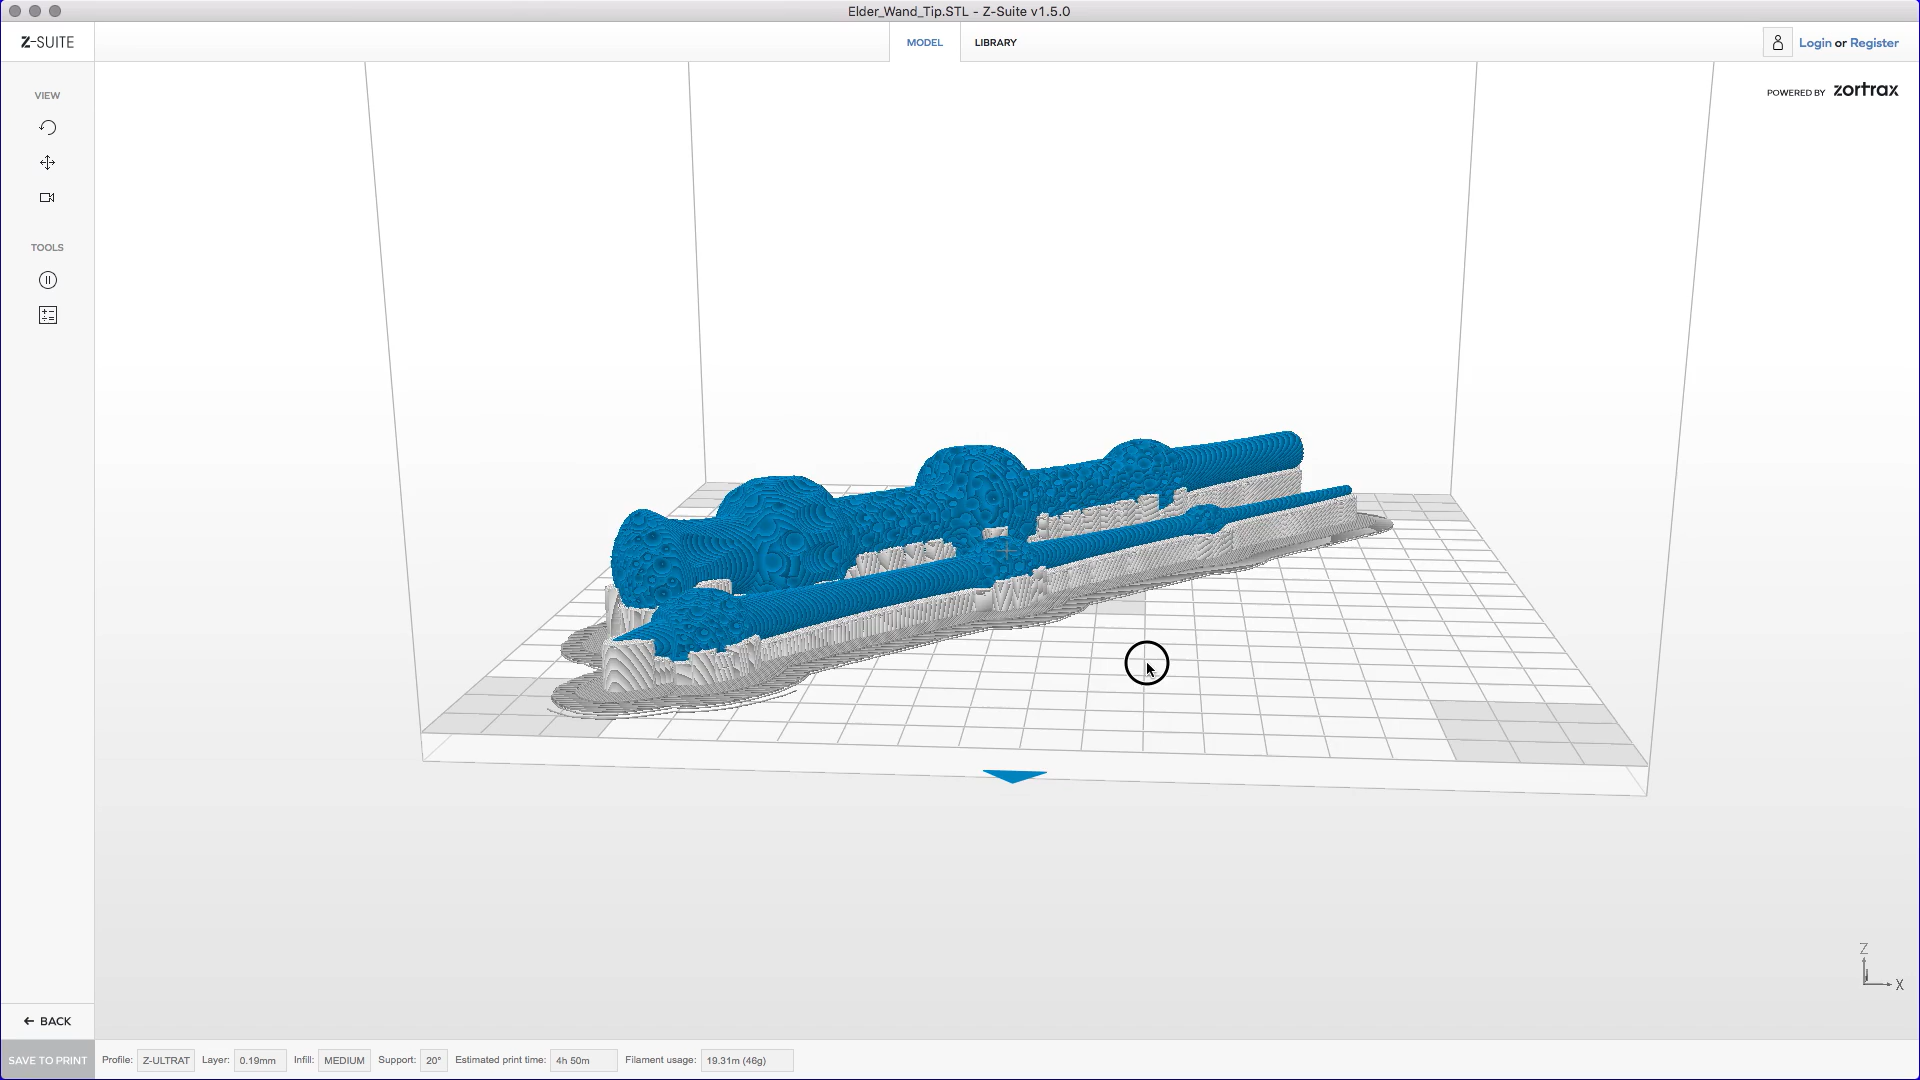 Elder_Wand_Tip.STL - Z-Suite v1.5.0
Z-SUITE
MODEL
LIBRARY
Login or Register
VIEW
POWERED BY zortrax
TOOLS
Z
X
BACK
SAVE TO PRINT
Profile: Z-ULTRAT Layer: 0.19mm Infill: MEDIUM Support: 20° Estimated print time: 4h 50m Filament usage: 19.31m (46g)